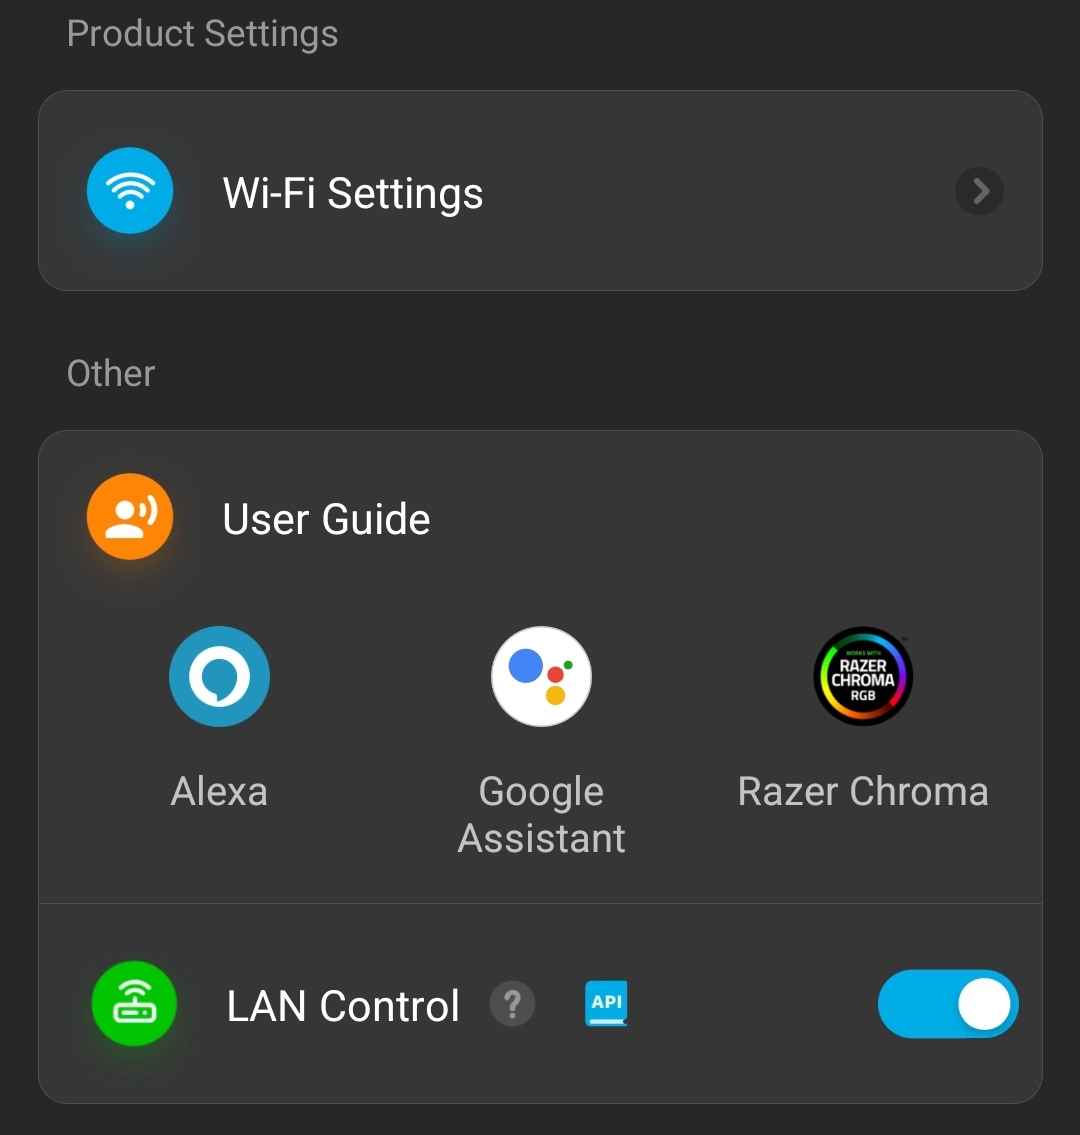 Product Settings
Wi-Fi Settings
Other
User Guide
WORKS WITH
RAZER
CHROMA
RGB
Alexa
Google
Assistant
Razer Chroma
LAN Control
?
API